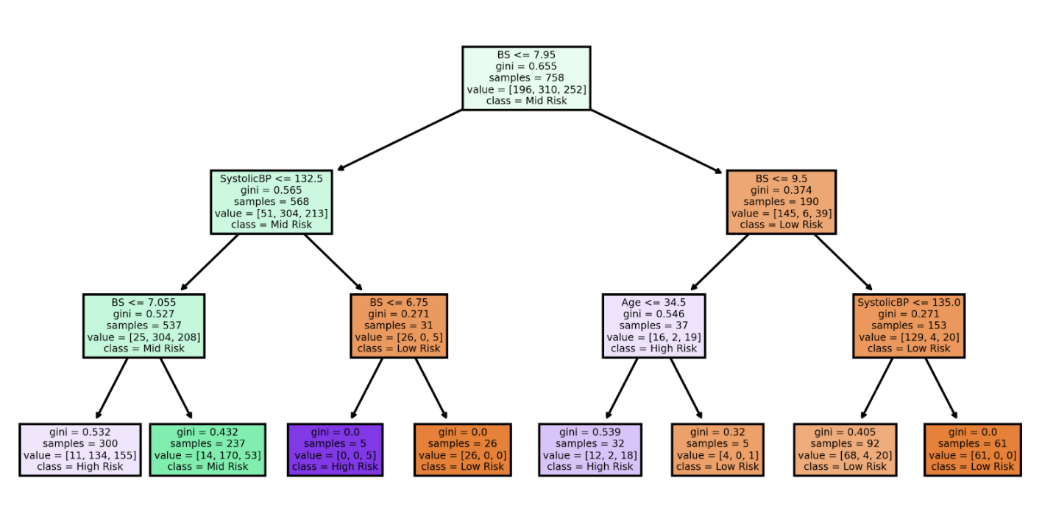 BS <= 7.95
gini = 0.655
samples = 758
value = [196, 310, 252]
class = Mid Risk
SystolicBP <= 132.5
gini = 0.565
samples = 568
value = [51, 304, 213]
class = Mid Risk
BS <= 9.5
gini = 0.374
samples = 190
value = [145, 6, 39]
class = Low Risk
BS <= 7.055
gini = 0.527
samples = 537
value = [25, 304, 208]
class = Mid Risk
BS <= 6.75
gini = 0.271
samples = 31
value = [26, 0, 5]
class = Low Risk
Age <= 34.5
gini = 0.546
samples = 37
value = [16, 2, 19]
class = High Risk
SystolicBP <= 135.0
gini = 0.271
samples = 153
value = [129, 4, 20]
class = Low Risk
gini = 0.532
samples = 300
value = [11, 134, 155]
class = High Risk
gini = 0.432
samples = 237
value = [14, 170, 53]
class = Mid Risk
gini = 0.0
samples = 5
value = [0, 0, 5]
class = High Risk
gini = 0.0
samples = 26
value = [26, 0, 0]
class = Low Risk
gini = 0.539
samples = 32
value = [12, 2, 18]
class = High Risk
gini = 0.32
samples = 5
value = [4, 0, 1]
class = Low Risk
gini = 0.405
samples = 92
value = [68, 4, 20]
class = Low Risk
gini = 0.0
samples = 61
value = [61, 0, 0]
class = Low Risk